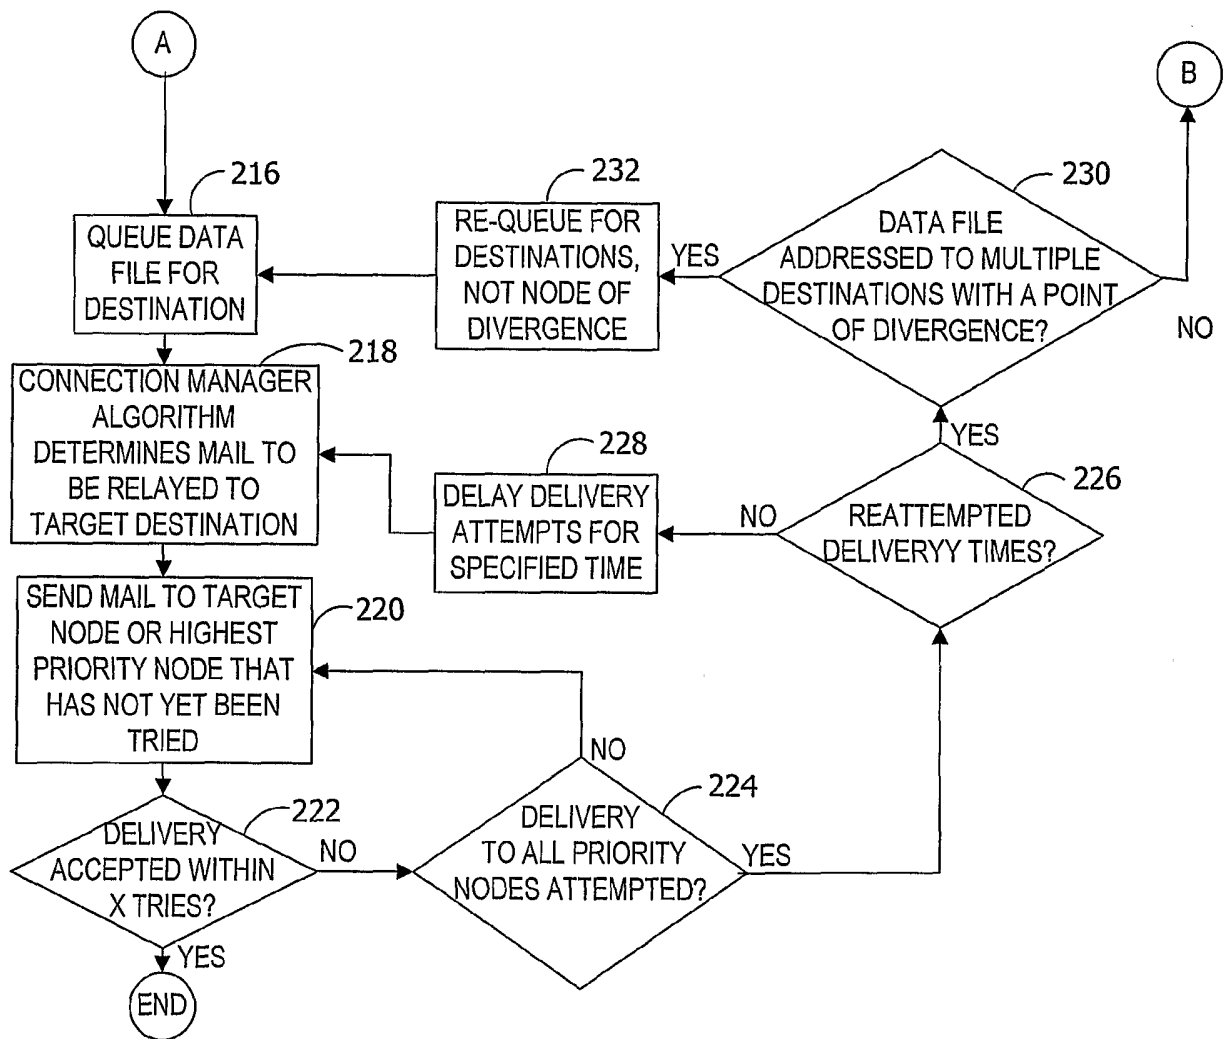 A
B
216
QUEUE DATA
FILE FOR
DESTINATION
232
RE-QUEUE FOR
DESTINATIONS,
NOT NODE OF
DIVERGENCE
YES
230
DATA FILE
ADDRESSED TO MULTIPLE
DESTINATIONS WITH A POINT
OF DIVERGENCE?
NO
218
CONNECTION MANAGER
ALGORITHM
DETERMINES MAIL TO
BE RELAYED TO
TARGET DESTINATION
228
DELAY DELIVERY
ATTEMPTS FOR
SPECIFIED TIME
NO
YES
226
REATTEMPTED
DELIVERYY TIMES?
220
SEND MAIL TO TARGET
NODE OR HIGHEST
PRIORITY NODE THAT
HAS NOT YET BEEN
TRIED
NO
222
DELIVERY
ACCEPTED WITHIN
X TRIES?
NO
224
DELIVERY
TO ALL PRIORITY
NODES ATTEMPTED?
YES
YES
END